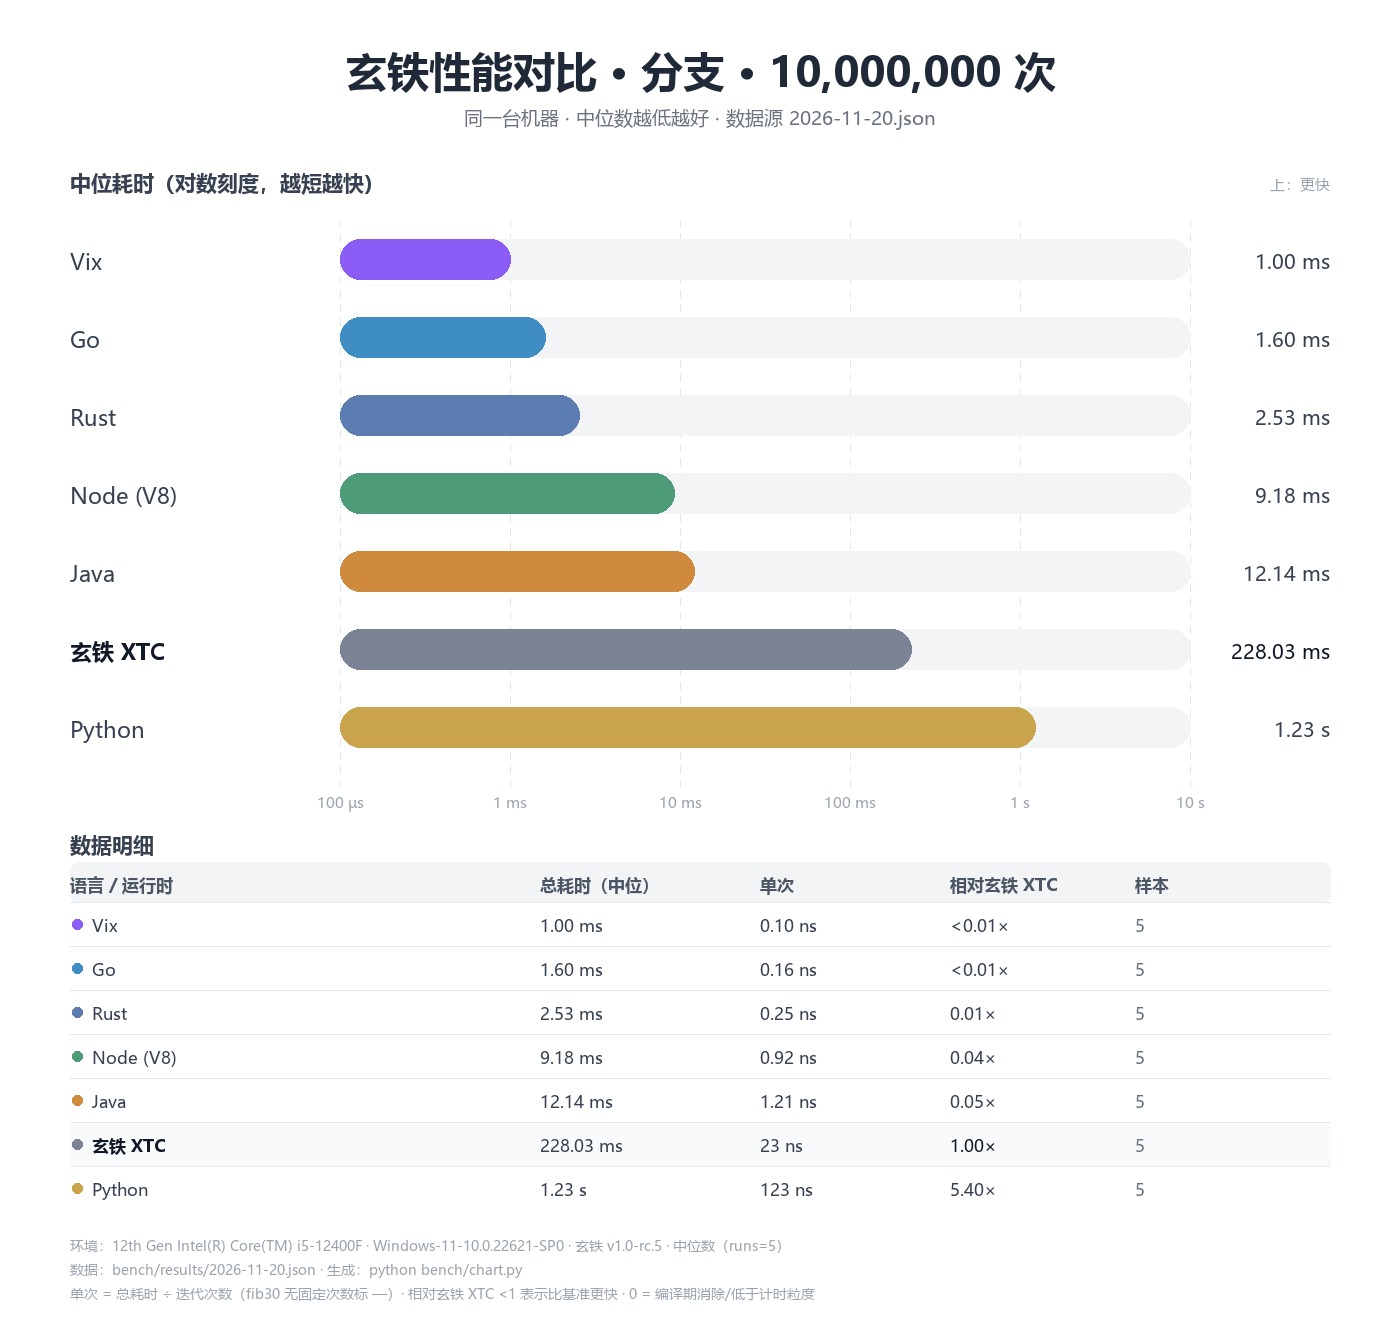 玄铁性能对比 • 分支 • 10,000,000 次
同一台机器 · 中位数越低越好 · 数据源 2026-11-20.json
中位耗时（对数刻度，越短越快）
上：更快
Vix 1.00 ms
Go 1.60 ms
Rust 2.53 ms
Node (V8) 9.18 ms
Java 12.14 ms
玄铁 XTC 228.03 ms
Python 1.23 s
100 µs 1 ms 10 ms 100 ms 1 s 10 s
数据明细
语言 / 运行时 总耗时（中位） 单次 相对玄铁 XTC 样本
Vix 1.00 ms 0.10 ns <0.01× 5
Go 1.60 ms 0.16 ns <0.01× 5
Rust 2.53 ms 0.25 ns 0.01× 5
Node (V8) 9.18 ms 0.92 ns 0.04× 5
Java 12.14 ms 1.21 ns 0.05× 5
玄铁 XTC 228.03 ms 23 ns 1.00× 5
Python 1.23 s 123 ns 5.40× 5
环境：12th Gen Intel(R) Core(TM) i5-12400F · Windows-11-10.0.22621-SP0 · 玄铁 v1.0-rc.5 · 中位数（runs=5）
数据：bench/results/2026-11-20.json · 生成：python bench/chart.py
单次 = 总耗时 ÷ 迭代次数（fib30 无固定次数标 —）· 相对玄铁 XTC <1 表示比基准更快 · 0 = 编译期消除/低于计时粒度